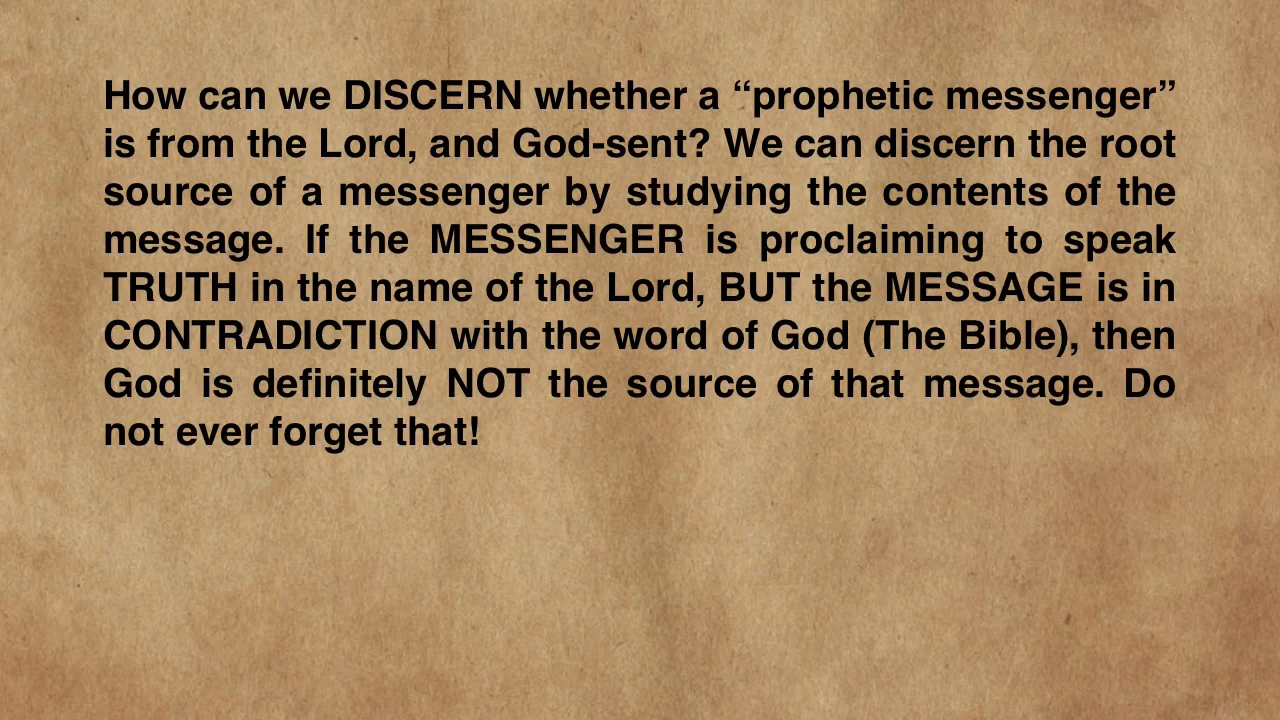 How can we DISCERN whether a “prophetic messenger”
is from the Lord, and God-sent? We can discern the root
source of a messenger by studying the contents of the
message. If the MESSENGER is proclaiming to speak
TRUTH in the name of the Lord, BUT the MESSAGE is in
CONTRADICTION with the word of God (The Bible), then
God is definitely NOT the source of that message. Do
not ever forget that!